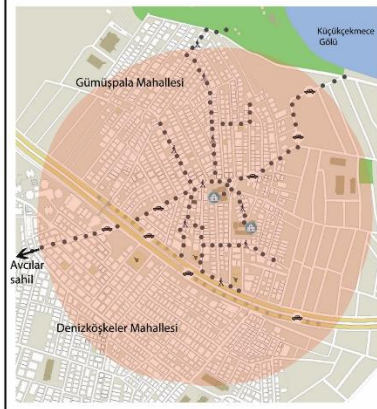 Küçükçekmece
Gölü
Gümüşpala Mahallesi
Avcılar
sahil
Denizköşkeler Mahallesi